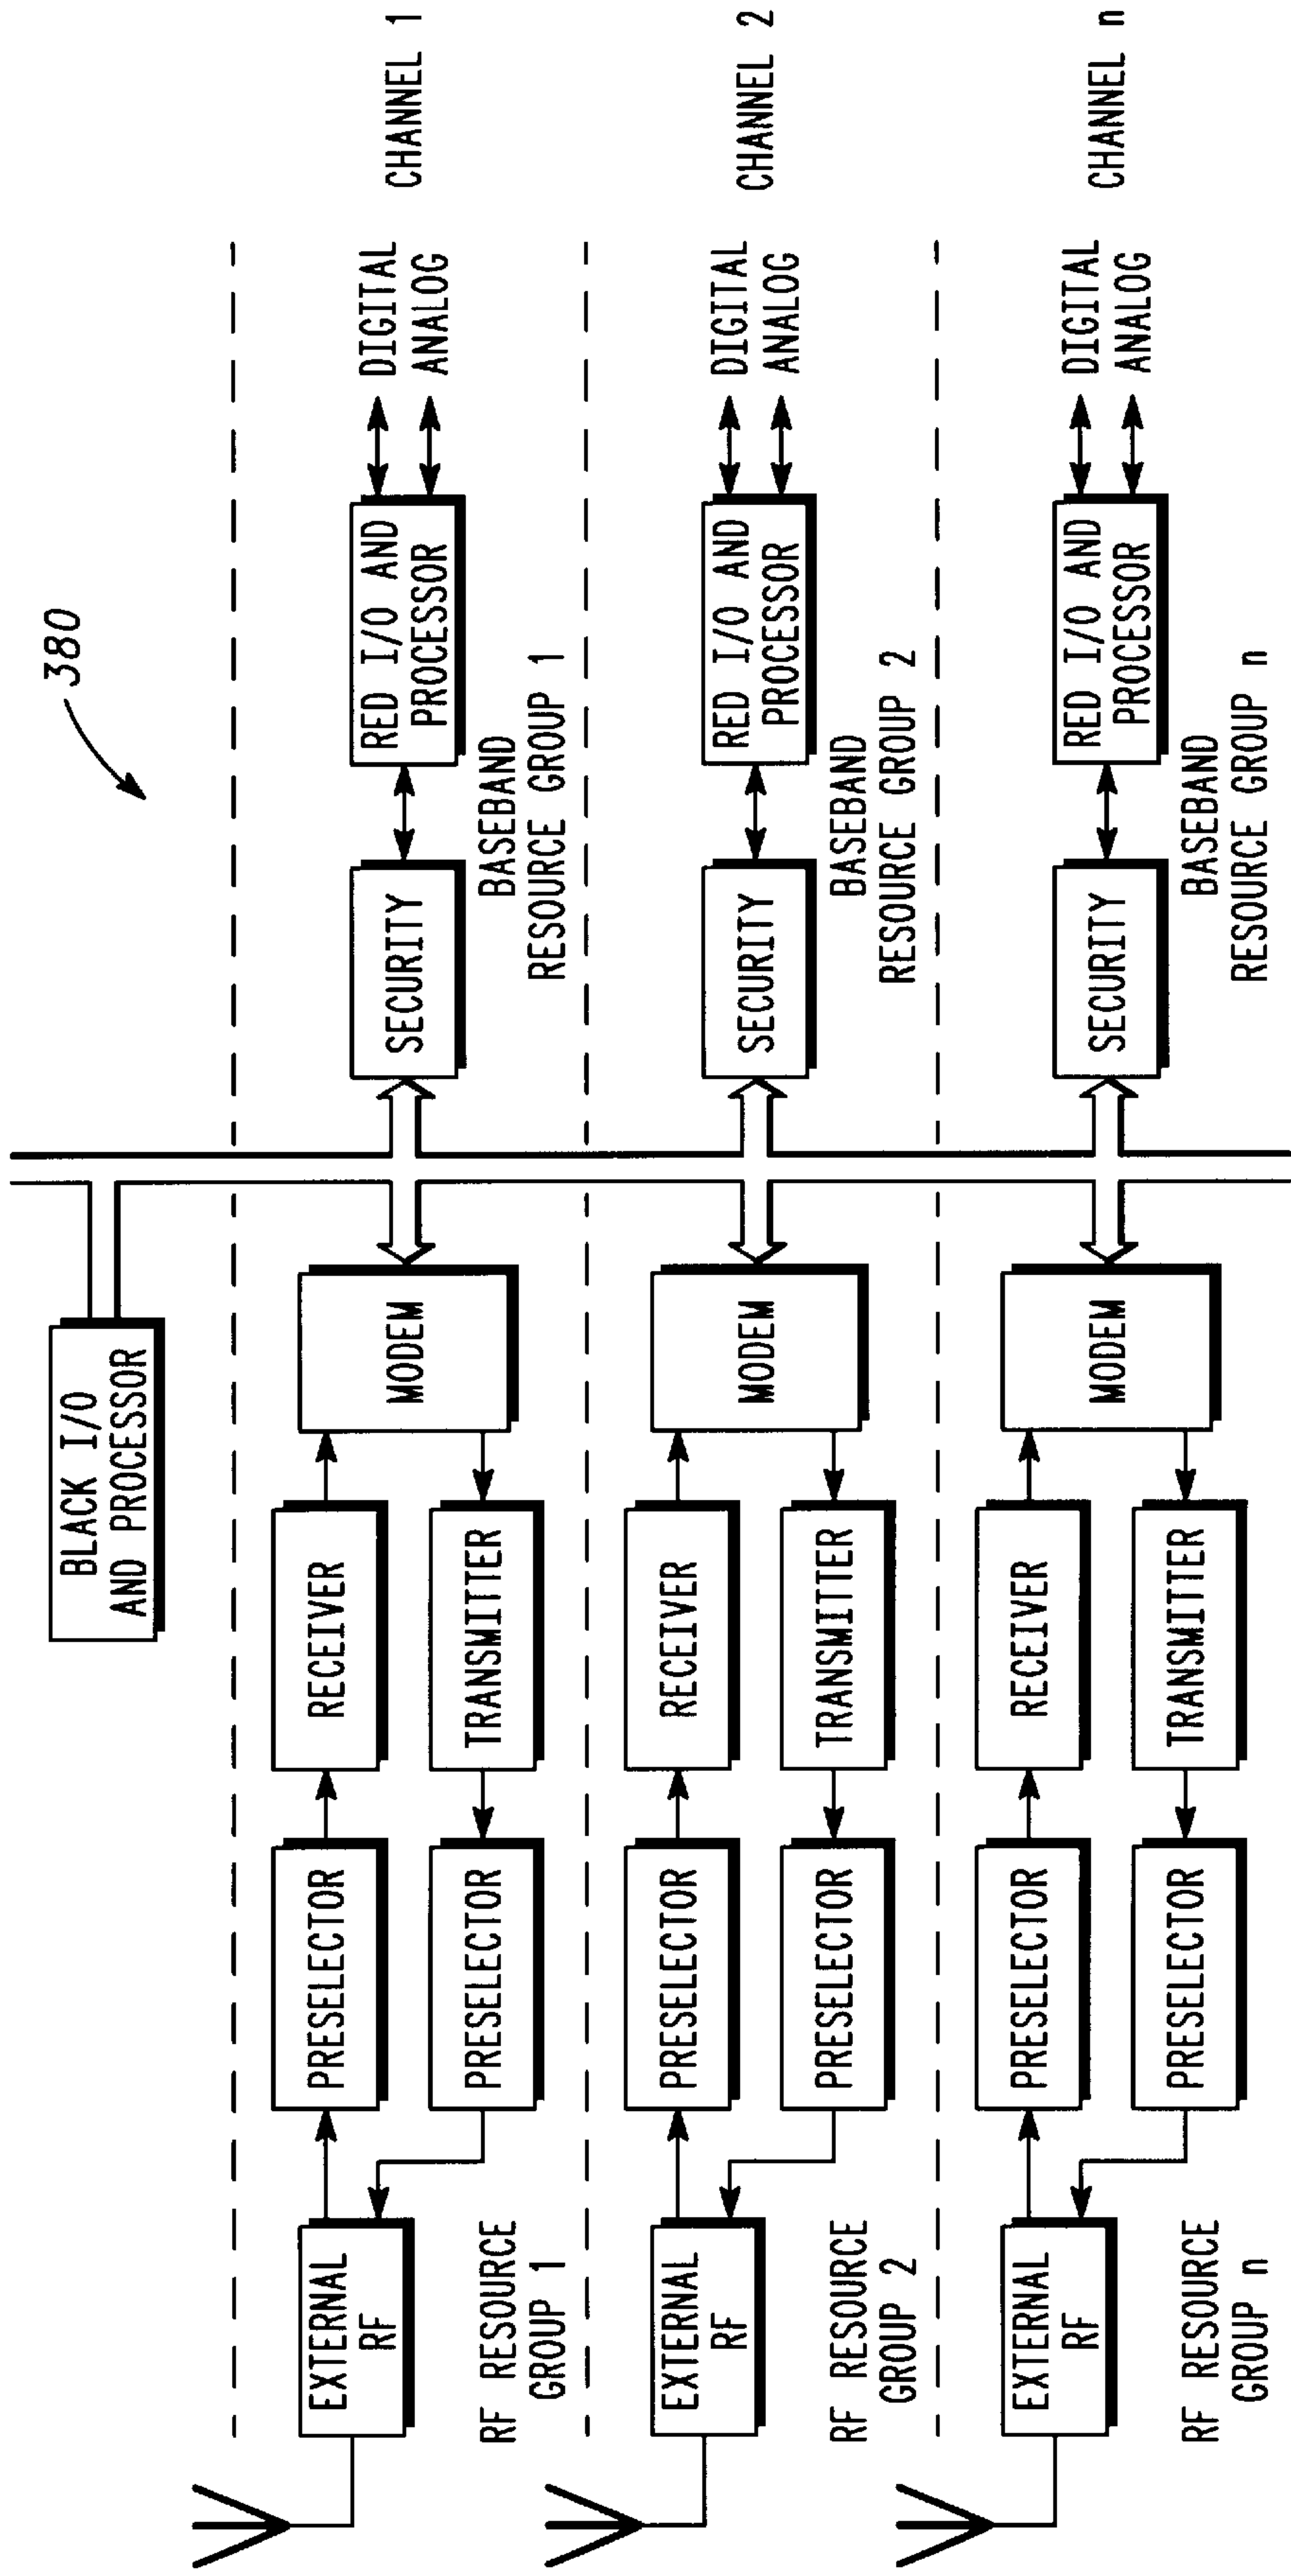 380
BLACK I/O
AND PROCESSOR
EXTERNAL
RF
PRESELECTOR
RECEIVER
MODEM
SECURITY
RED I/O AND
PROCESSOR
DIGITAL
ANALOG
CHANNEL 1
PRESELECTOR
TRANSMITTER
RF RESOURCE
GROUP 1
BASEBAND
RESOURCE GROUP 1
EXTERNAL
RF
PRESELECTOR
RECEIVER
MODEM
SECURITY
RED I/O AND
PROCESSOR
DIGITAL
ANALOG
CHANNEL 2
PRESELECTOR
TRANSMITTER
RF RESOURCE
GROUP 2
BASEBAND
RESOURCE GROUP 2
EXTERNAL
RF
PRESELECTOR
RECEIVER
MODEM
SECURITY
RED I/O AND
PROCESSOR
DIGITAL
ANALOG
CHANNEL n
PRESELECTOR
TRANSMITTER
RF RESOURCE
GROUP n
BASEBAND
RESOURCE GROUP n